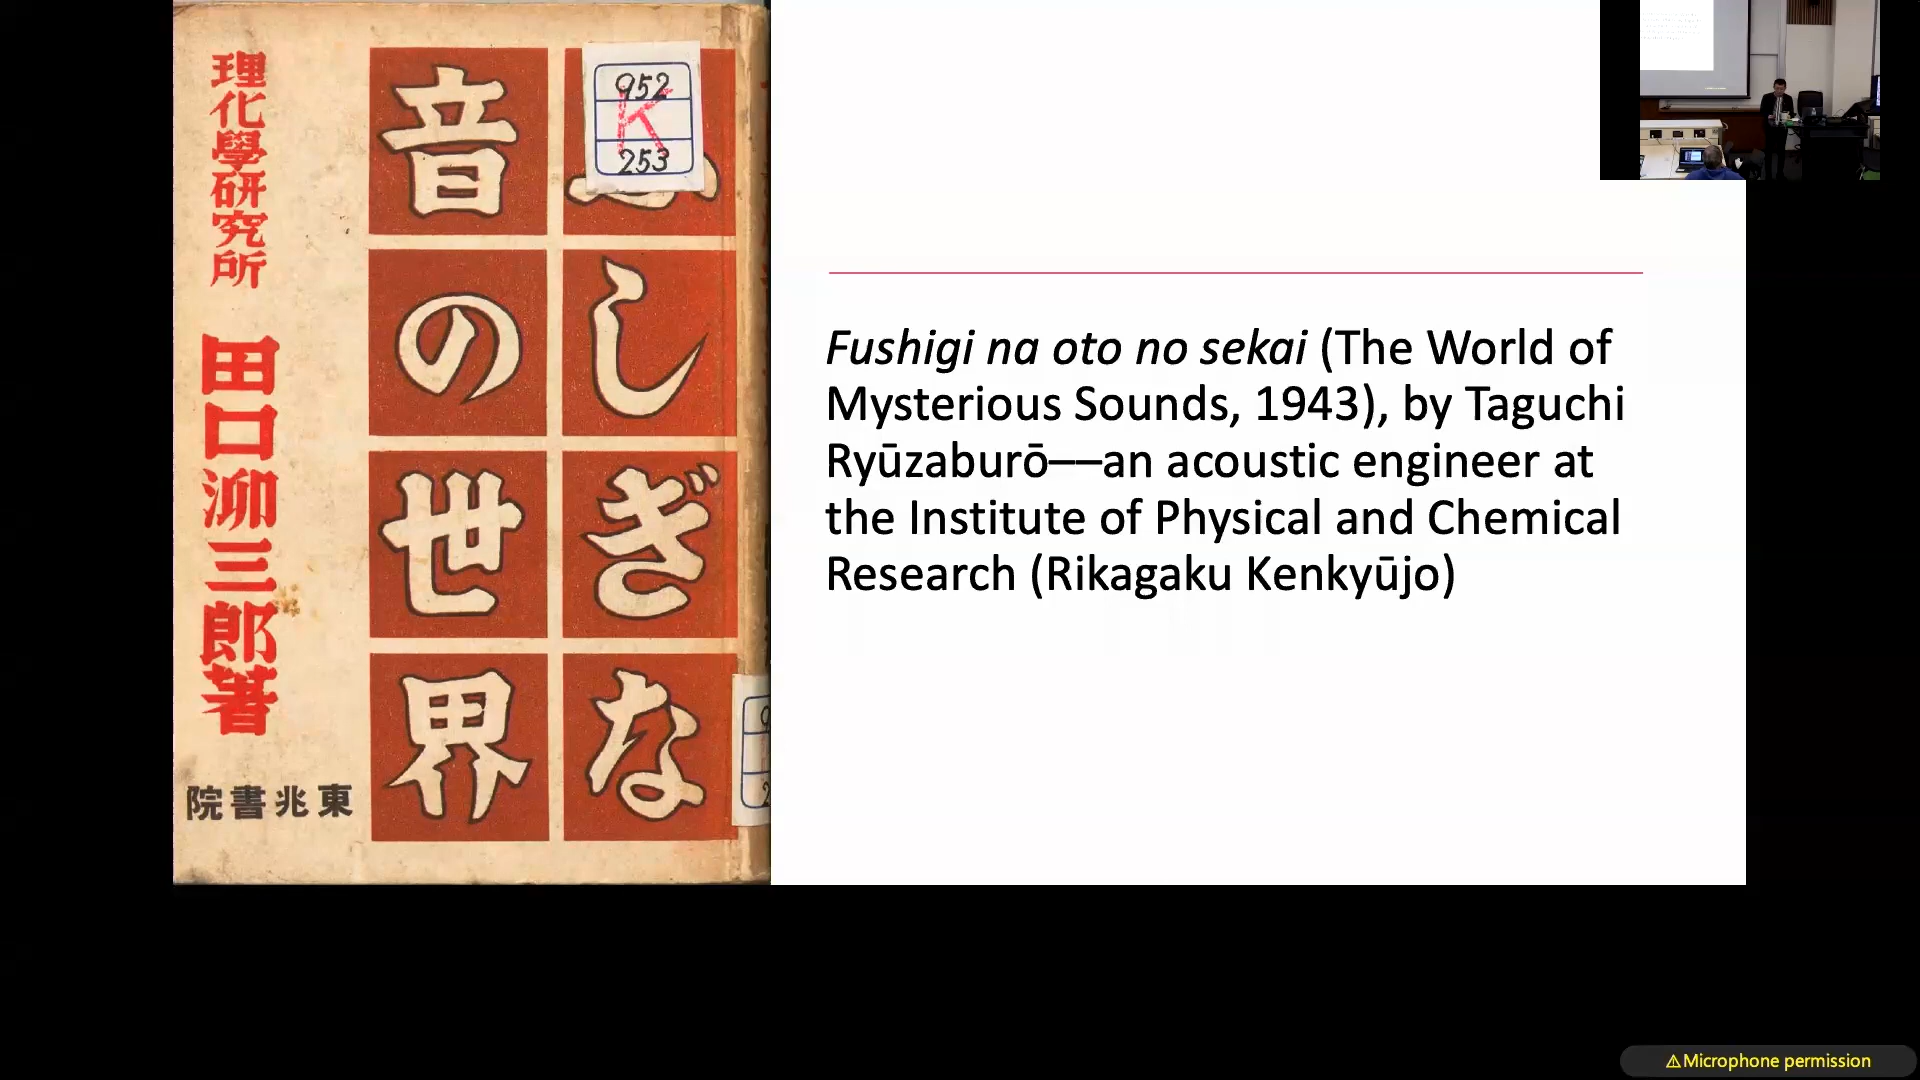 理化學研究所
田口泖三郎著
東兆書院
しぎな
音の世界
952
K
253
Fushigi na oto no sekai (The World of
Mysterious Sounds, 1943), by Taguchi
Ryūzaburō––an acoustic engineer at
the Institute of Physical and Chemical
Research (Rikagaku Kenkyūjo)
⚠Microphone permission